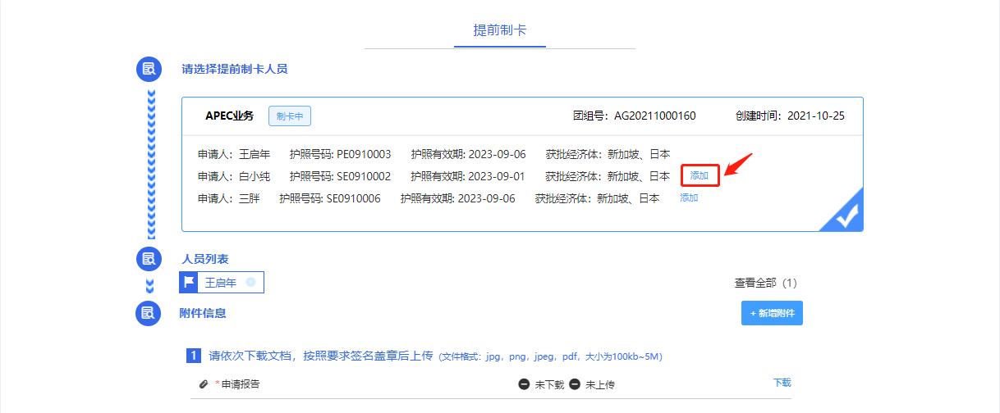 提前制卡
请选择提前制卡人员
APEC业务 制卡中 团组号：AG20211000160 创建时间：2021-10-25
申请人：王启年 护照号码: PE0910003 护照有效期: 2023-09-06 获批经济体：新加坡、日本
申请人：白小纯 护照号码: SE0910002 护照有效期: 2023-09-01 获批经济体：新加坡、日本 添加
申请人：三胖 护照号码: SE0910006 护照有效期: 2023-09-06 获批经济体：新加坡、日本 添加
人员列表
王启年 查看全部（1）
附件信息 + 新增附件
1 请依次下载文档，按照要求签名盖章后上传（文件格式：jpg，png，jpeg，pdf，大小为100kb~5M）
*申请报告 未下载 未上传 下载